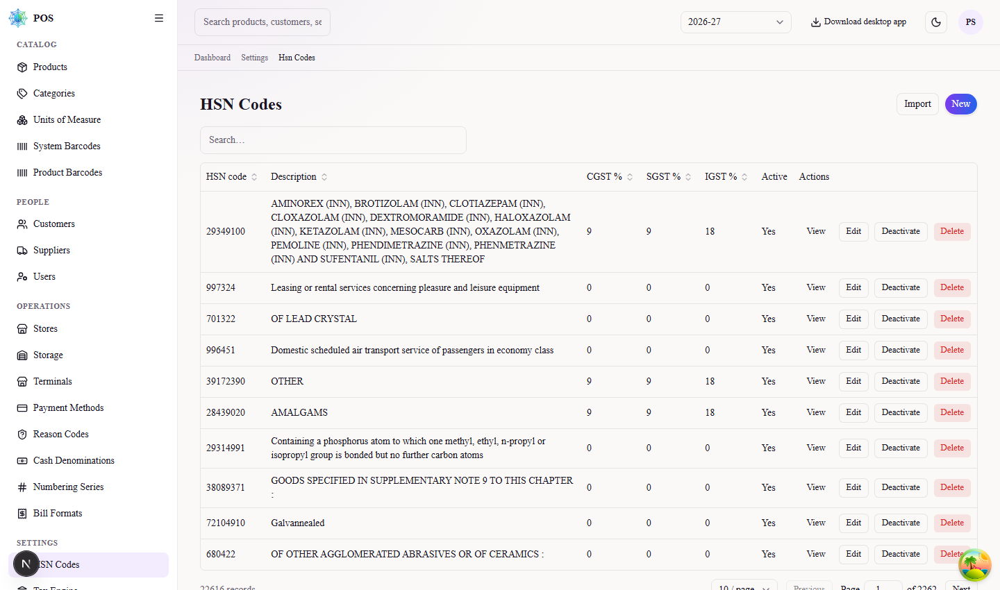 POS
CATALOG
Products
Categories
Units of Measure
System Barcodes
Product Barcodes
PEOPLE
Customers
Suppliers
Users
OPERATIONS
Stores
Storage
Terminals
Payment Methods
Reason Codes
Cash Denominations
Numbering Series
Bill Formats
SETTINGS
N
HSN Codes
Tax Engine
Search products, customers, se
2026-27
Download desktop app
PS
Dashboard Settings Hsn Codes
HSN Codes
Import New
Search…
HSN code Description CGST % SGST % IGST % Active Actions
AMINOREX (INN), BROTIZOLAM (INN), CLOTIAZEPAM (INN),
CLOXAZOLAM (INN), DEXTROMORAMIDE (INN), HALOXAZOLAM
29349100 (INN), KETAZOLAM (INN), MESOCARB (INN), OXAZOLAM (INN), 9 9 18 Yes View Edit Deactivate Delete
PEMOLINE (INN), PHENDIMETRAZINE (INN), PHENMETRAZINE
(INN) AND SUFENTANIL (INN), SALTS THEREOF
997324 Leasing or rental services concerning pleasure and leisure equipment 0 0 0 Yes View Edit Deactivate Delete
701322 OF LEAD CRYSTAL 0 0 0 Yes View Edit Deactivate Delete
996451 Domestic scheduled air transport service of passengers in economy class 0 0 0 Yes View Edit Deactivate Delete
39172390 OTHER 9 9 18 Yes View Edit Deactivate Delete
28439020 AMALGAMS 9 9 18 Yes View Edit Deactivate Delete
29314991 Containing a phosphorus atom to which one methyl, ethyl, n-propyl or 0 0 0 Yes View Edit Deactivate Delete
isopropyl group is bonded but no further carbon atoms
38089371 GOODS SPECIFIED IN SUPPLEMENTARY NOTE 9 TO THIS CHAPTER 0 0 0 Yes View Edit Deactivate Delete
:
72104910 Galvannealed 0 0 0 Yes View Edit Deactivate Delete
680422 OF OTHER AGGLOMERATED ABRASIVES OR OF CERAMICS : 0 0 0 Yes View Edit Deactivate Delete
22616 records 10 / page Previous Page 1 of 2262 Next